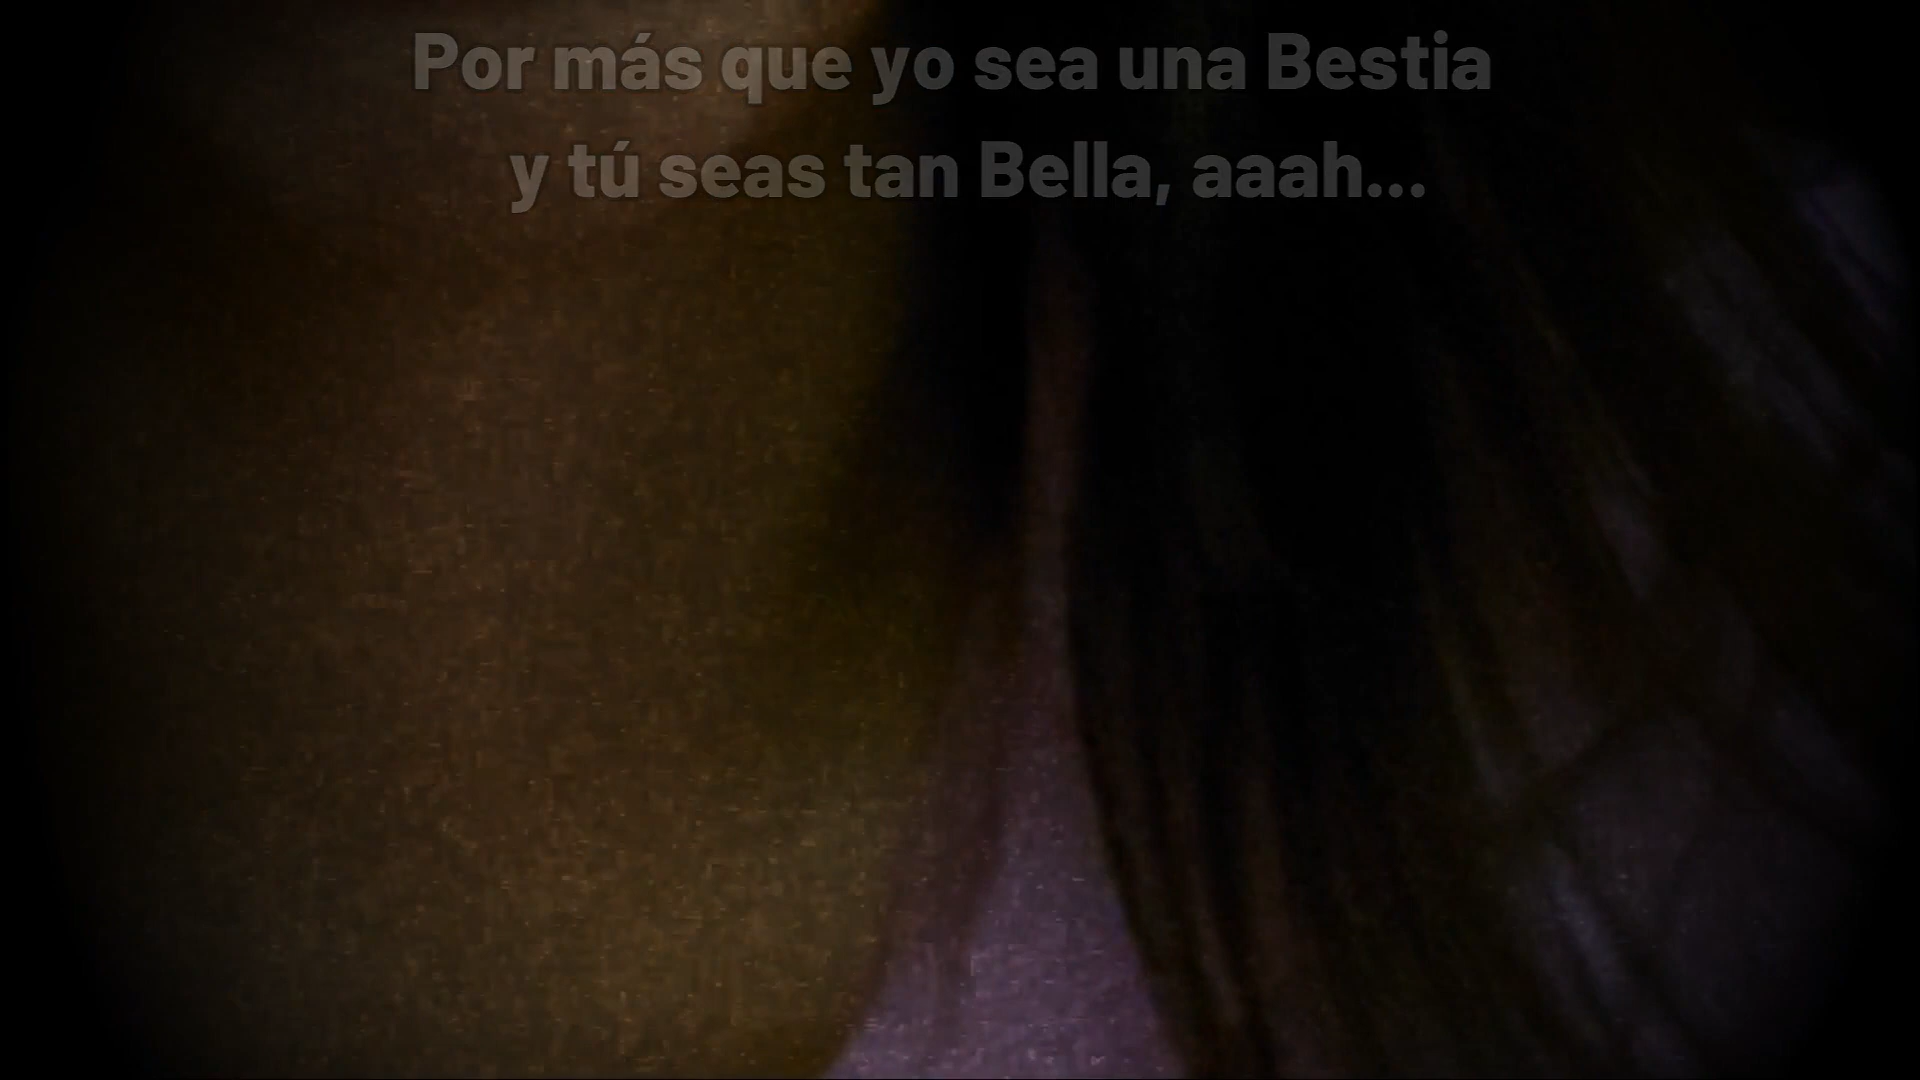 Por más que yo sea una Bestia
y tú seas tan Bella, aaah...